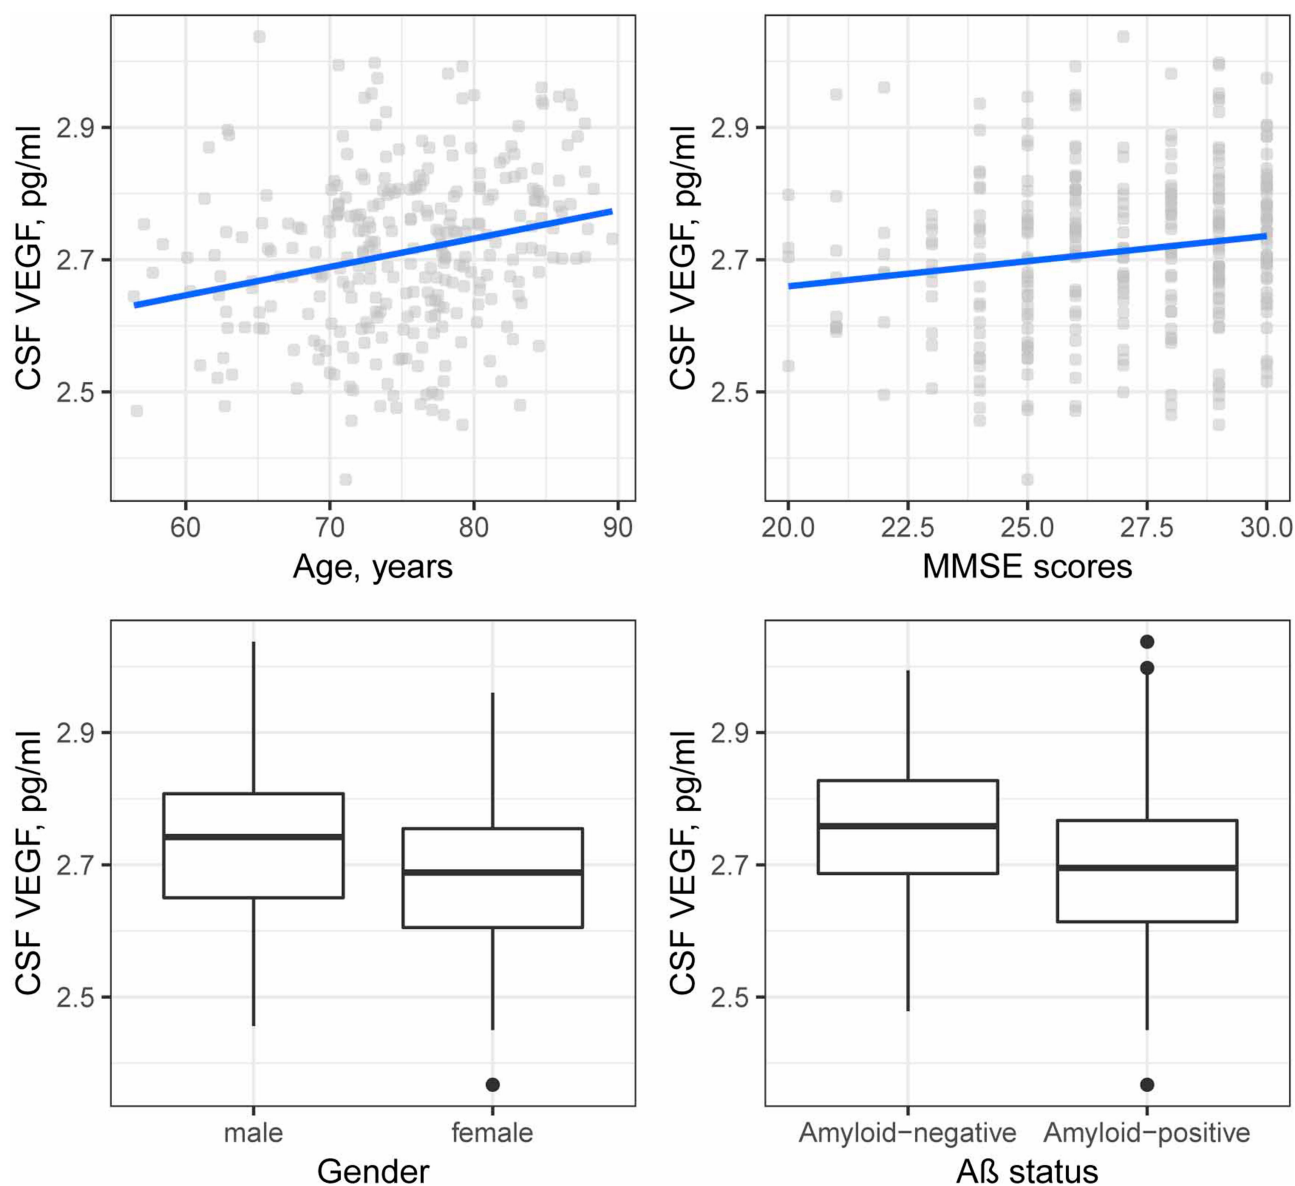 CSF VEGF, pg/ml
2.9
2.7
2.5
60 70 80 90
Age, years
CSF VEGF, pg/ml
2.9
2.7
2.5
20.0 22.5 25.0 27.5 30.0
MMSE scores
CSF VEGF, pg/ml
2.9
2.7
2.5
male female
Gender
CSF VEGF, pg/ml
2.9
2.7
2.5
Amyloid−negative Amyloid−positive
Aß status